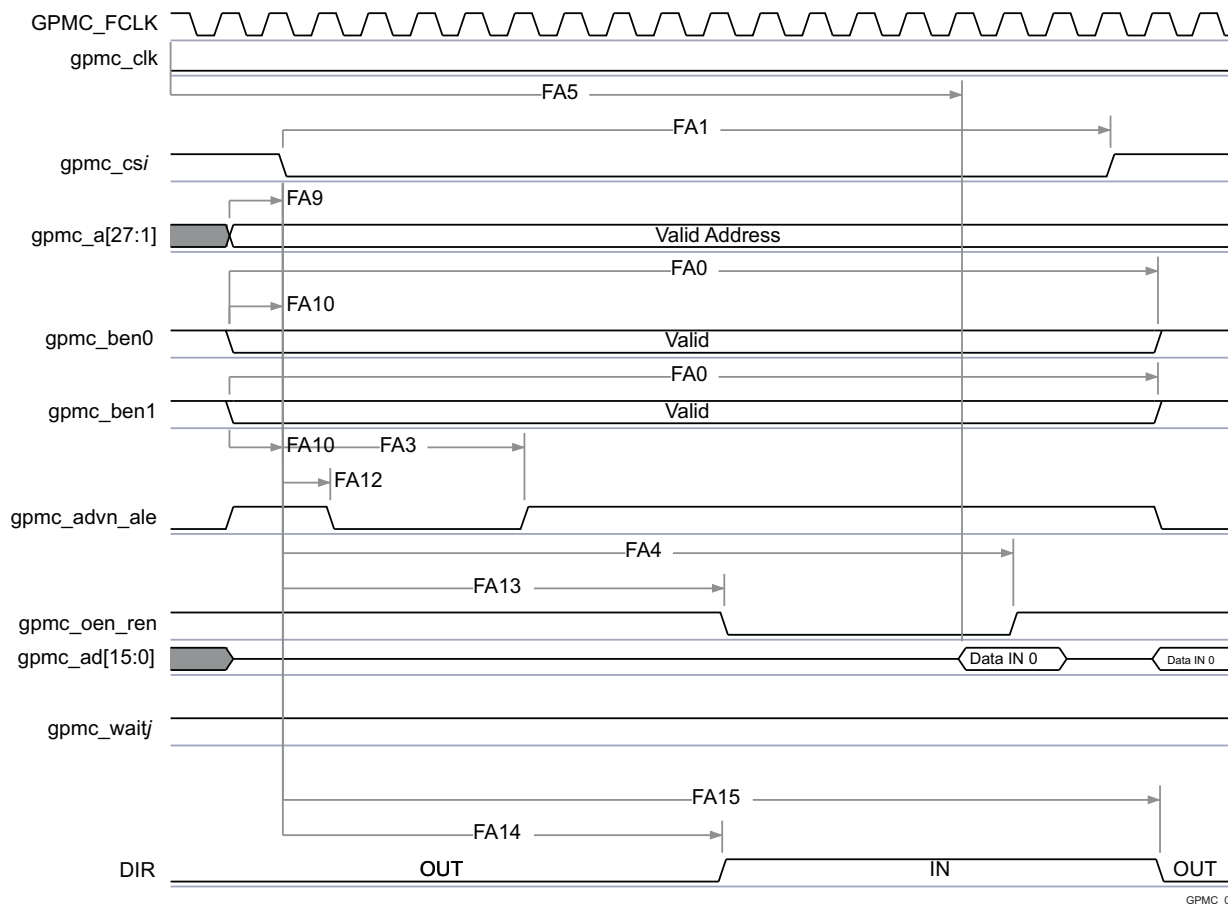 GPMC_FCLK
gpmc_clk
FA5
FA1
gpmc_csi
FA9
gpmc_a[27:1] Valid Address
FA0
FA10
gpmc_ben0 Valid
FA0
gpmc_ben1 Valid
FA10 FA3
FA12
gpmc_advn_ale
FA4
FA13
gpmc_oen_ren
gpmc_ad[15:0] Data IN 0 Data IN 0
gpmc_waitj
FA15
FA14
DIR OUT IN OUT